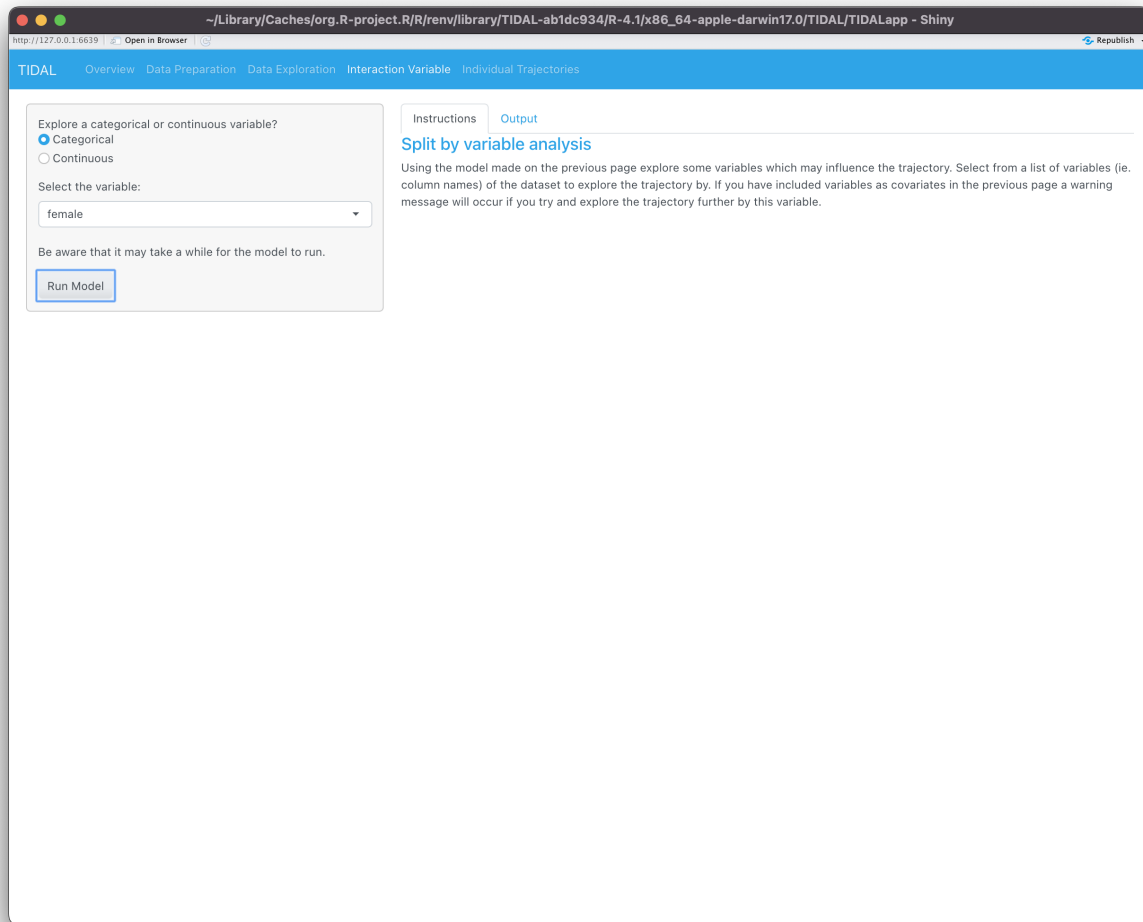 ~/Library/Caches/org.R-project.R/R/renv/library/TIDAL-ab1dc934/R-4.1/x86_64-apple-darwin17.0/TIDAL/TIDALapp - Shiny
http://127.0.0.1:6639 Open in Browser Republish
TIDAL Overview Data Preparation Data Exploration Interaction Variable Individual Trajectories
Explore a categorical or continuous variable?
Categorical
Continuous
Select the variable:
female
Be aware that it may take a while for the model to run.
Run Model
Instructions Output
Split by variable analysis
Using the model made on the previous page explore some variables which may influence the trajectory. Select from a list of variables (ie.
column names) of the dataset to explore the trajectory by. If you have included variables as covariates in the previous page a warning
message will occur if you try and explore the trajectory further by this variable.